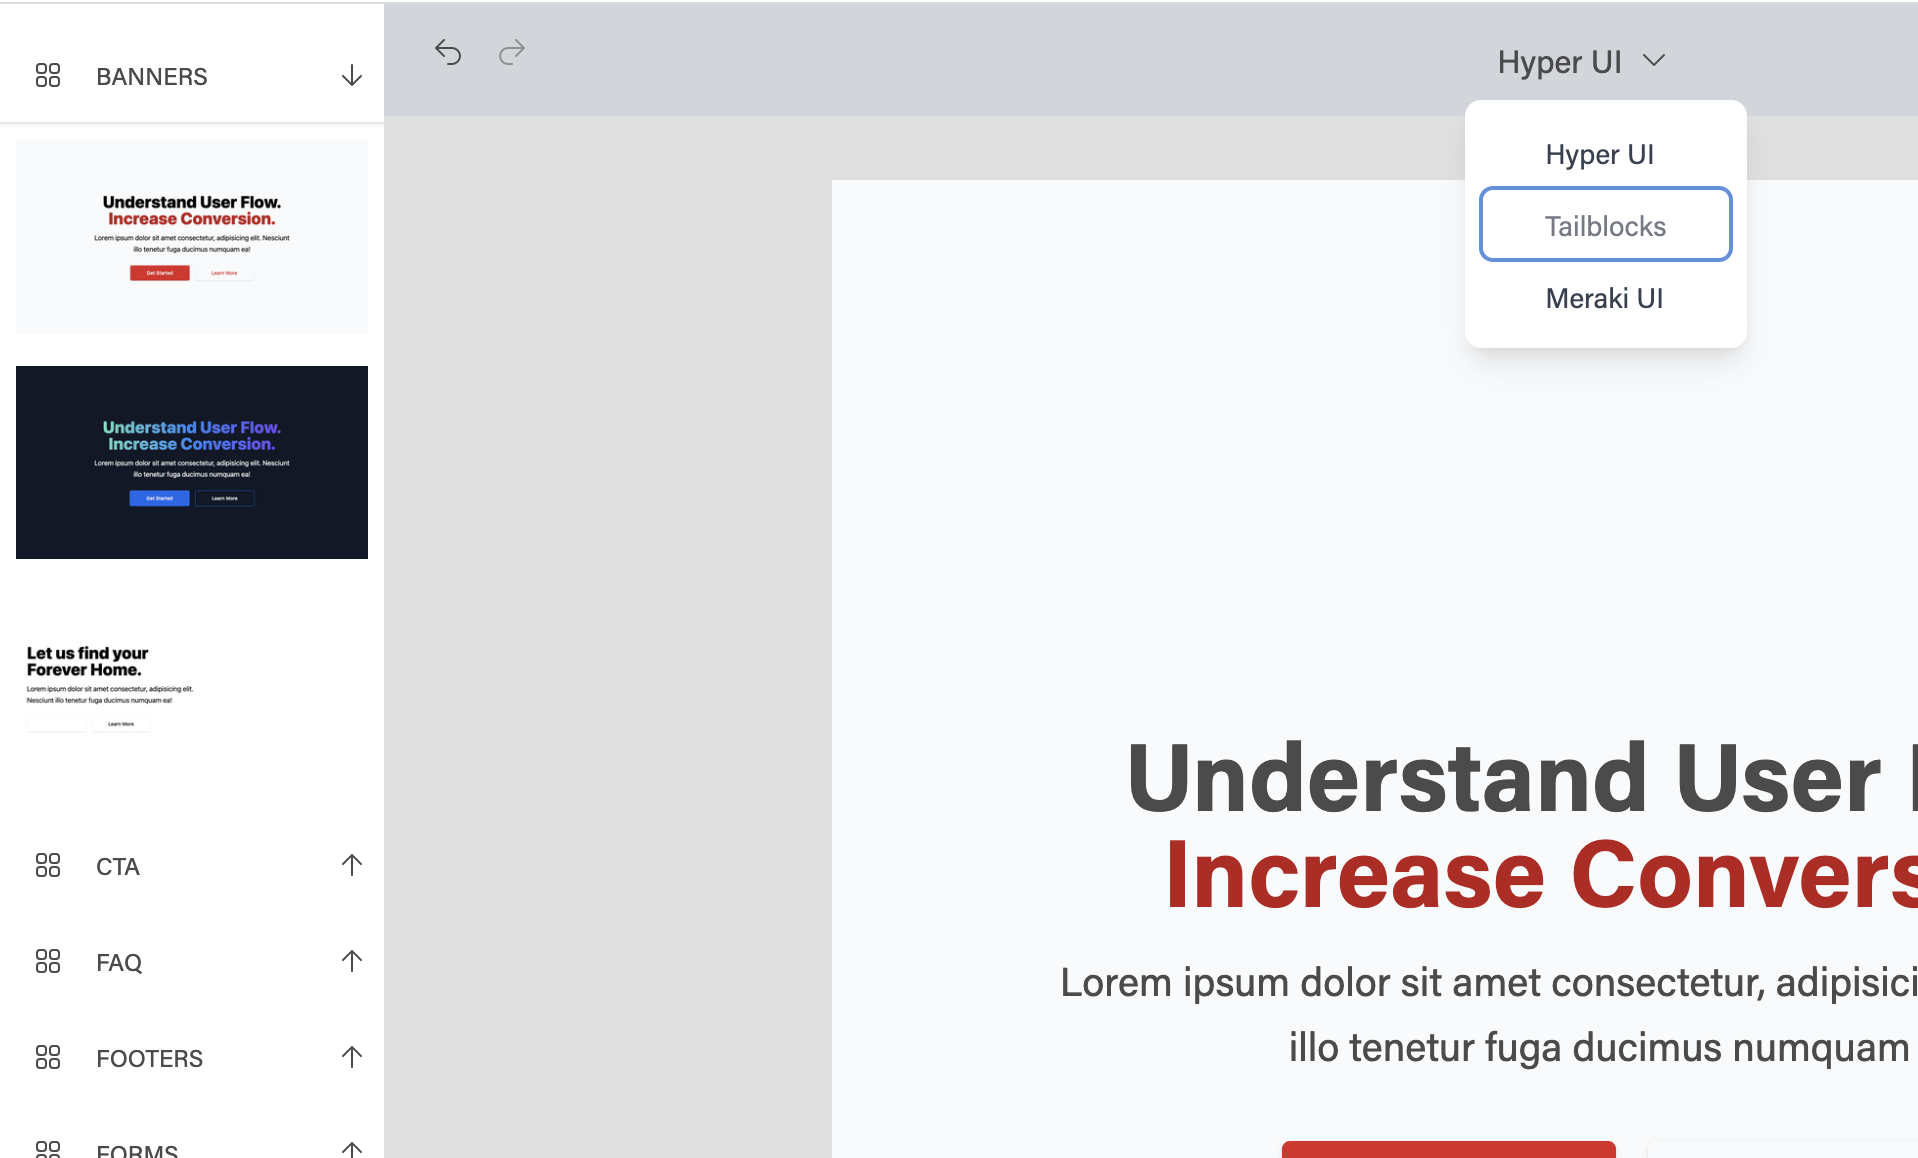 BANNERS
Understand User Flow.
Increase Conversion.
Lorem ipsum dolor sit amet consectetur, adipisicing elit. Nesciunt
illo tenetur fuga ducimus numquam ea!
Get Started
Learn More
Understand User Flow.
Increase Conversion.
Lorem ipsum dolor sit amet consectetur, adipisicing elit. Nesciunt
illo tenetur fuga ducimus numquam ea!
Get Started
Learn More
Let us find your
Forever Home.
Lorem ipsum dolor sit amet consectetur, adipisicing elit.
Nesciunt illo tenetur fuga ducimus numquam ea!
Learn More
CTA
FAQ
FOOTERS
FORMS
Hyper UI
Hyper UI
Tailblocks
Meraki UI
Understand User
Increase Convers
Lorem ipsum dolor sit amet consectetur, adipisici
illo tenetur fuga ducimus numquam